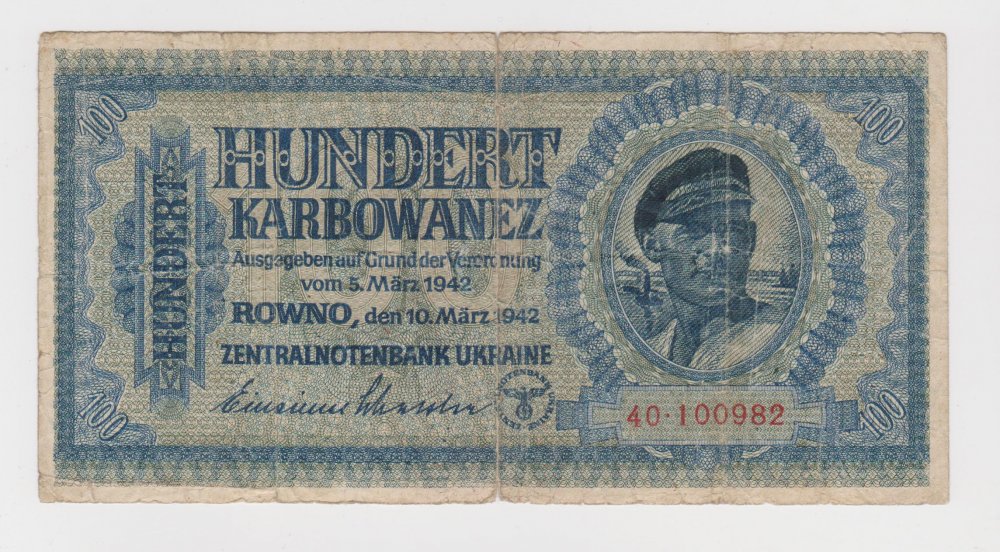 100
100
HUNDERT
HUNDERT
KARBOWANEZ
Ausgegeben auf Grund der Verordnung
vom 5. März 1942
ROWNO, den 10. März 1942
ZENTRALNOTENBANK UKRAINE
40·100982
100
100